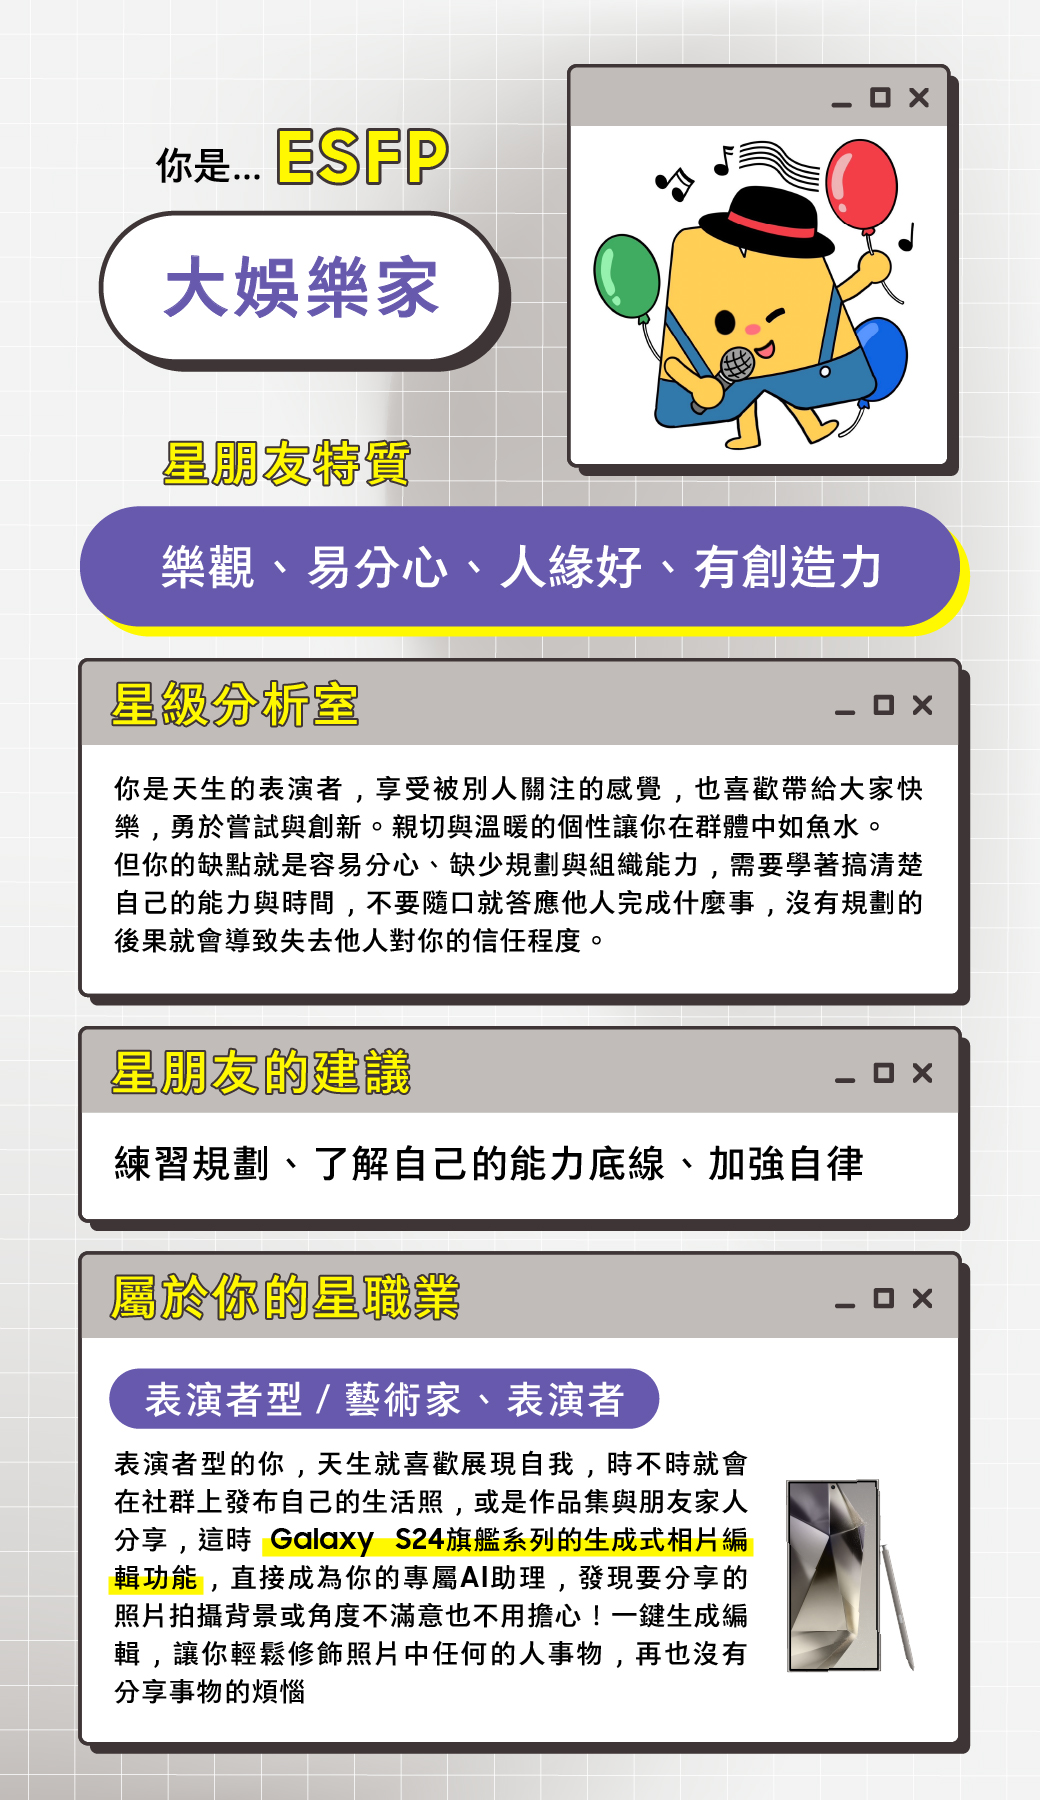 你是... ESFP
大娛樂家
星朋友特質
樂觀、易分心、人緣好、有創造力
星級分析室
你是天生的表演者，享受被別人關注的感覺，也喜歡帶給大家快
樂，勇於嘗試與創新。親切與溫暖的個性讓你在群體中如魚水。
但你的缺點就是容易分心、缺少規劃與組織能力，需要學著搞清楚
自己的能力與時間，不要隨口就答應他人完成什麼事，沒有規劃的
後果就會導致失去他人對你的信任程度。
星朋友的建議
練習規劃、了解自己的能力底線、加強自律
屬於你的星職業
表演者型 / 藝術家、表演者
表演者型的你，天生就喜歡展現自我，時不時就會
在社群上發布自己的生活照，或是作品集與朋友家人
分享，這時 Galaxy S24旗艦系列的生成式相片編
輯功能，直接成為你的專屬AI助理，發現要分享的
照片拍攝背景或角度不滿意也不用擔心！一鍵生成編
輯，讓你輕鬆修飾照片中任何的人事物，再也沒有
分享事物的煩惱